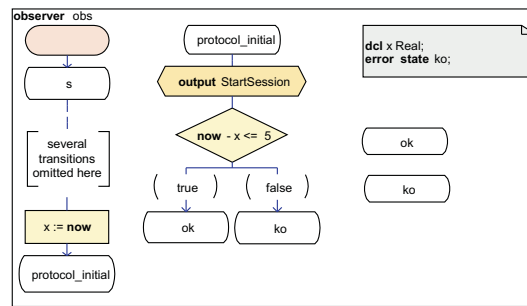 observer obs
s
several
transitions
omitted here
x := now
protocol_initial
protocol_initial
output StartSession
now - x <= 5
true
false
ok
ko
dcl x Real;
error state ko;
ok
ko